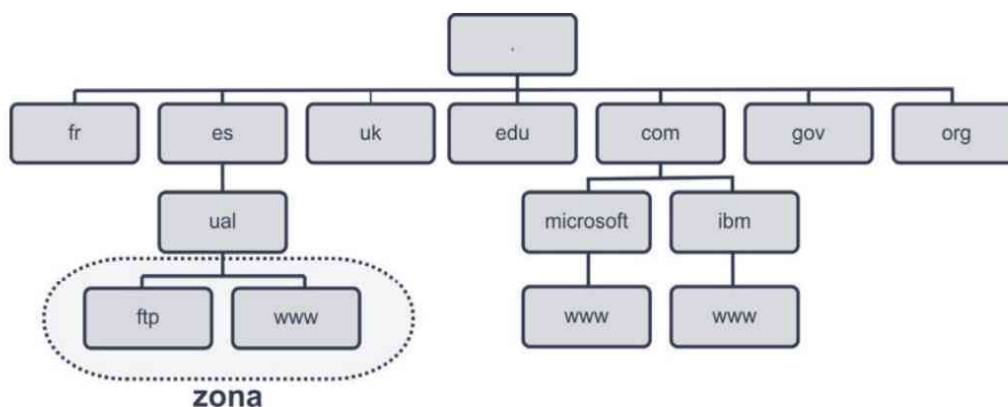 .
fr es uk edu com gov org
ual microsoft ibm
ftp www www www
zona